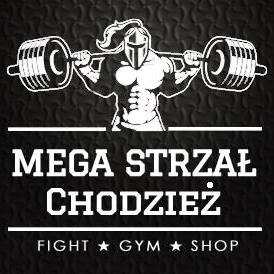 MEGA STRZAŁ
CHODZIEŻ
FIGHT ★ GYM ★ SHOP